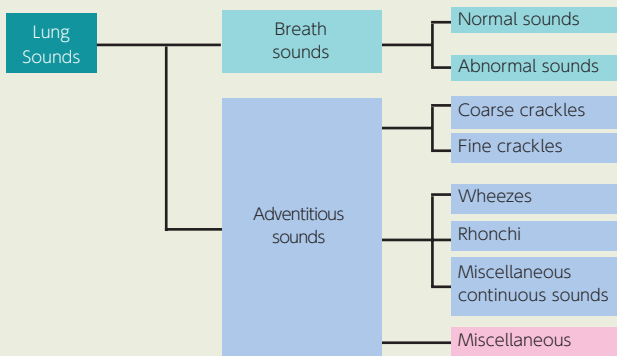 Lung
Sounds
Breath
sounds
Normal sounds
Abnormal sounds
Adventitious
sounds
Coarse crackles
Fine crackles
Wheezes
Rhonchi
Miscellaneous
continuous sounds
Miscellaneous